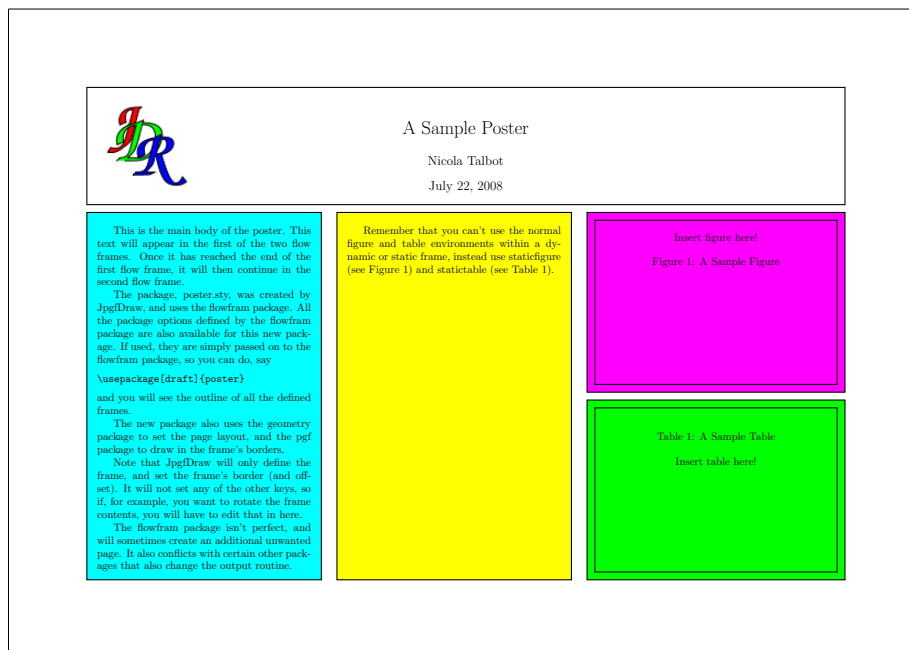 JDR
A Sample Poster
Nicola Talbot
July 22, 2008
This is the main body of the poster. This
text will appear in the first of the two flow
frames. Once it has reached the end of the
first flow frame, it will then continue in the
second flow frame.
The package, poster.sty, was created by
JpgfDraw, and uses the flowfram package. All
the package options defined by the flowfram
package are also available for this new pack-
age. If used, they are simply passed on to the
flowfram package, so you can do, say
\usepackage[draft]{poster}
and you will see the outline of all the defined
frames.
The new package also uses the geometry
package to set the page layout, and the pgf
package to draw in the frame's borders.
Note that JpgfDraw will only define the
frame, and set the frame's border (and off-
set). It will not set any of the other keys, so
if, for example, you want to rotate the frame
contents, you will have to edit that in here.
The flowfram package isn't perfect, and
will sometimes create an additional unwanted
page. It also conflicts with certain other pack-
ages that also change the output routine.
Remember that you can't use the normal
figure and table environments within a dy-
namic or static frame, instead use staticfigure
(see Figure 1) and statictable (see Table 1).
Insert figure here!
Figure 1: A Sample Figure
Table 1: A Sample Table
Insert table here!